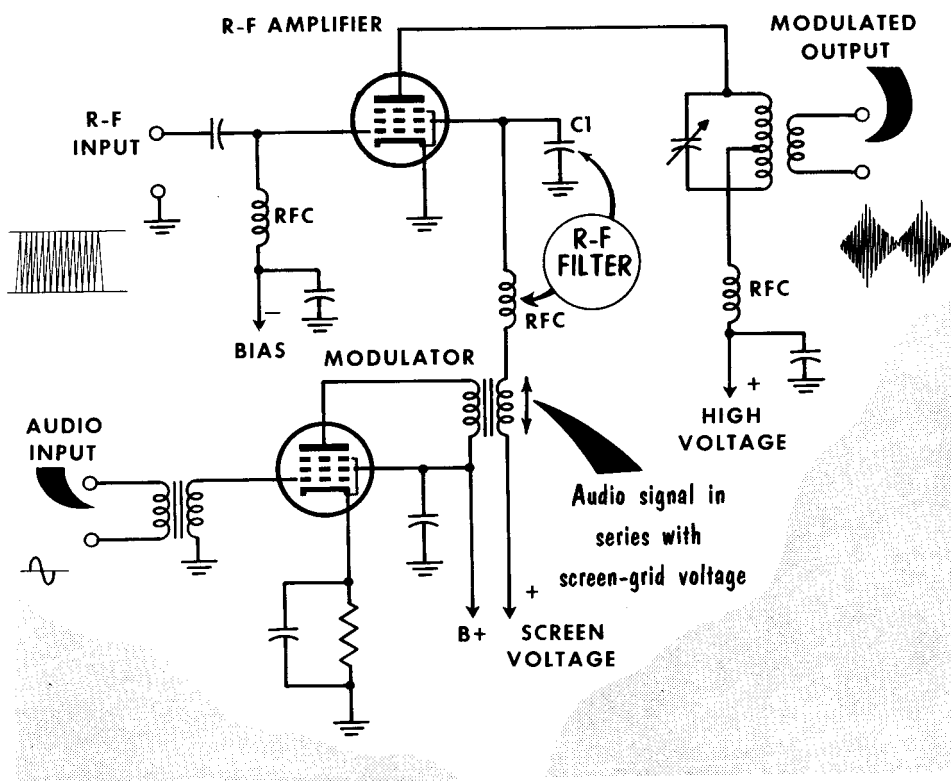 R-F AMPLIFIER
MODULATED
OUTPUT
R-F
INPUT
C1
RFC
R-F
FILTER
RFC
RFC
−
BIAS
MODULATOR
+
HIGH
VOLTAGE
AUDIO
INPUT
Audio signal in
series with
screen-grid voltage
+
B+
SCREEN
VOLTAGE